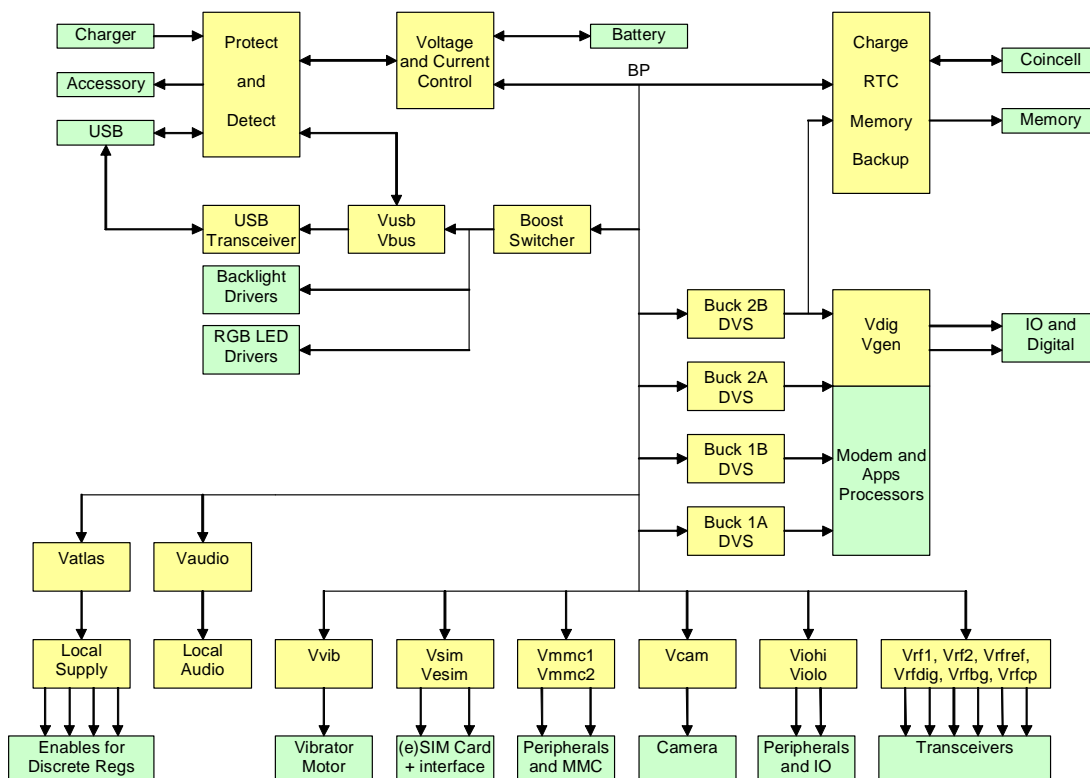 Charger
Protect
and
Detect
Voltage
and Current
Control
Battery
BP
Charge
RTC
Memory
Backup
Coincell
Accessory
USB
Memory
USB
Transceiver
Vusb
Vbus
Boost
Switcher
Backlight
Drivers
RGB LED
Drivers
Buck 2B
DVS
Vdig
Vgen
IO and
Digital
Buck 2A
DVS
Buck 1B
DVS
Modem and
Apps
Processors
Buck 1A
DVS
Vatlas
Vaudio
Local
Supply
Local
Audio
Vvib
Vsim
Vesim
Vmmc1
Vmmc2
Vcam
Viohi
Violo
Vrf1, Vrf2, Vrfref,
Vrfdig, Vrfbg, Vrfcp
Enables for
Discrete Regs
Vibrator
Motor
(e)SIM Card
+ interface
Peripherals
and MMC
Camera
Peripherals
and IO
Transceivers